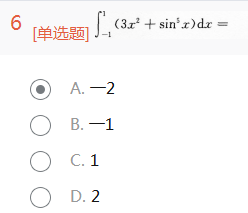 6 [单选题] ∫₋₁¹ (3x² + sin⁵x)dx =
A. —2
B. —1
C. 1
D. 2